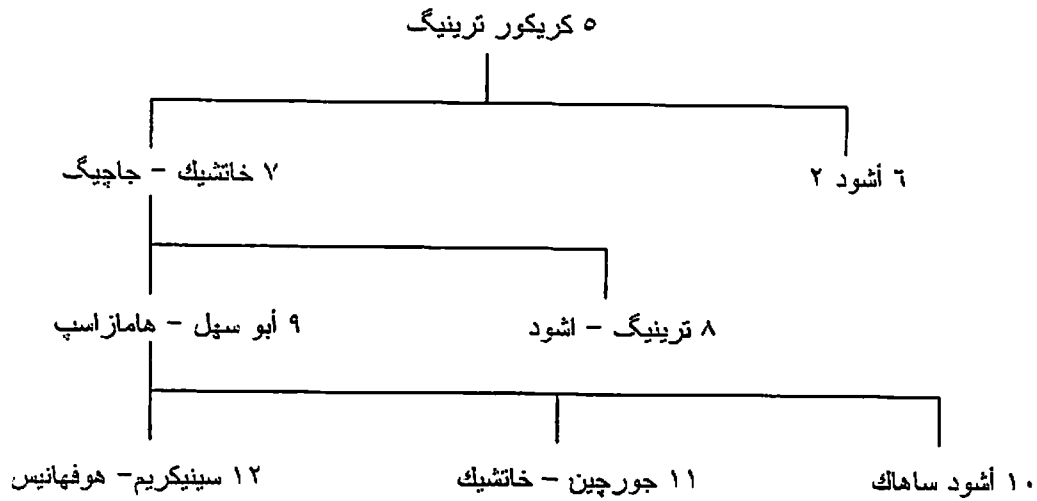 ٥ كريكور ترينيگ
٦ أشود ٢
٧ خاتشيك – جاچيگ
٨ ترينيگ – اشود
٩ أبو سهل – هامازاسپ
١٠ أشود ساهاك
١١ جورچين – خاتشيك
١٢ سينيكريم – هوفهانيس